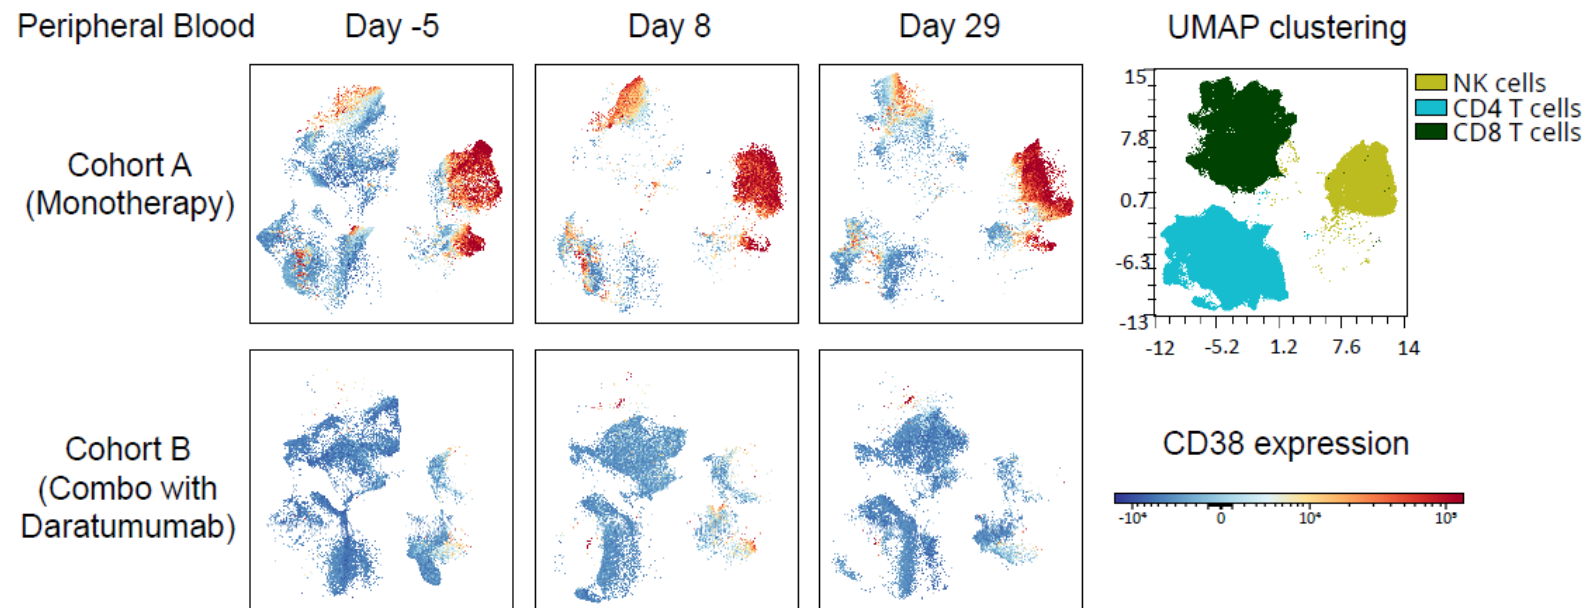 Peripheral Blood
Day -5
Day 8
Day 29
UMAP clustering
Cohort A
(Monotherapy)
15
7.8
0.7
-6.3
-13
-12
-5.2
1.2
7.6
14
NK cells
CD4 T cells
CD8 T cells
Cohort B
(Combo with
Daratumumab)
CD38 expression
-10⁴
0
10⁴
10⁵